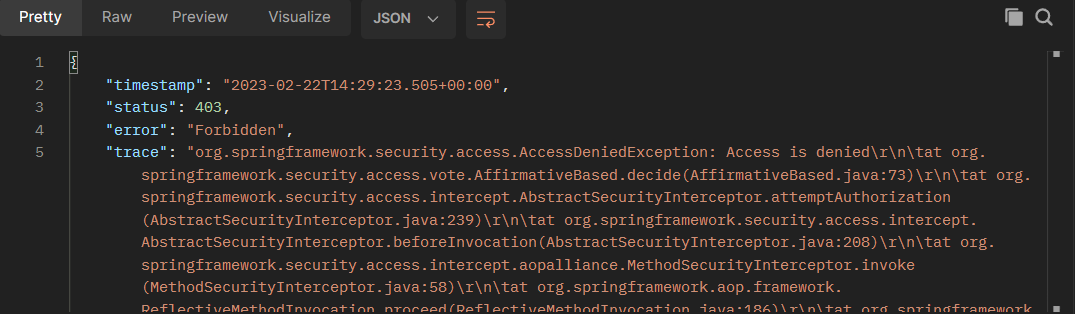 Pretty Raw Preview Visualize JSON
1 {
2 "timestamp": "2023-02-22T14:29:23.505+00:00",
3 "status": 403,
4 "error": "Forbidden",
5 "trace": "org.springframework.security.access.AccessDeniedException: Access is denied\r\n\tat org.
springframework.security.access.vote.AffirmativeBased.decide(AffirmativeBased.java:73)\r\n\tat org.
springframework.security.access.intercept.AbstractSecurityInterceptor.attemptAuthorization
(AbstractSecurityInterceptor.java:239)\r\n\tat org.springframework.security.access.intercept.
AbstractSecurityInterceptor.beforeInvocation(AbstractSecurityInterceptor.java:208)\r\n\tat org.
springframework.security.access.intercept.aopalliance.MethodSecurityInterceptor.invoke
(MethodSecurityInterceptor.java:58)\r\n\tat org.springframework.aop.framework.
ReflectiveMethodInvocation.proceed(ReflectiveMethodInvocation.java:186)\r\n\tat org.springframework